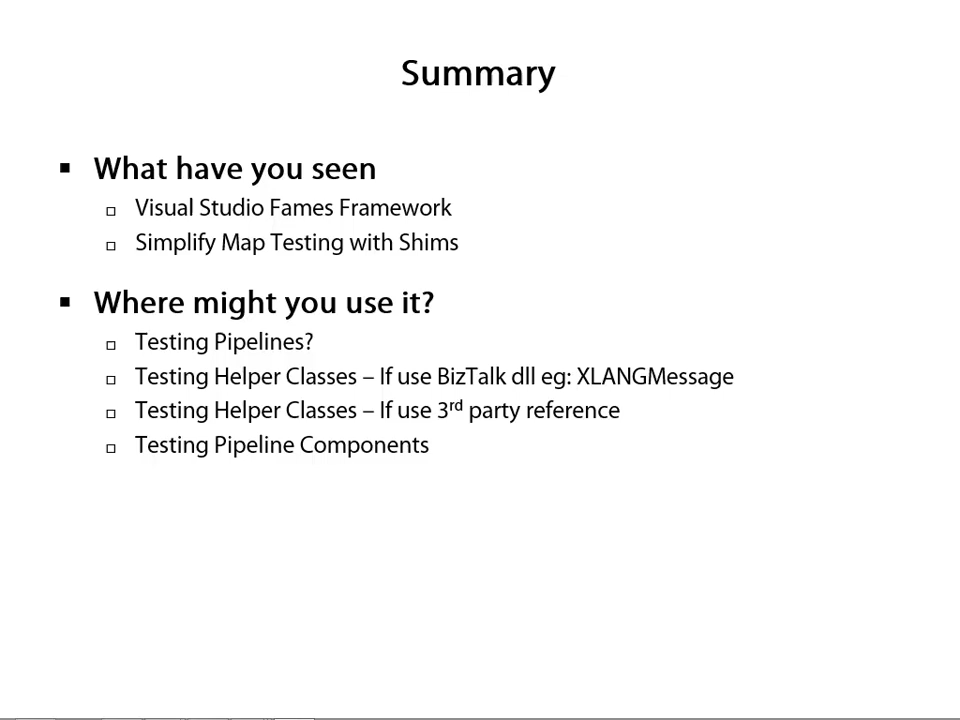 Summary
What have you seen
Visual Studio Fames Framework
Simplify Map Testing with Shims
Where might you use it?
Testing Pipelines?
Testing Helper Classes – If use BizTalk dll eg: XLANGMessage
Testing Helper Classes – If use 3rd party reference
Testing Pipeline Components